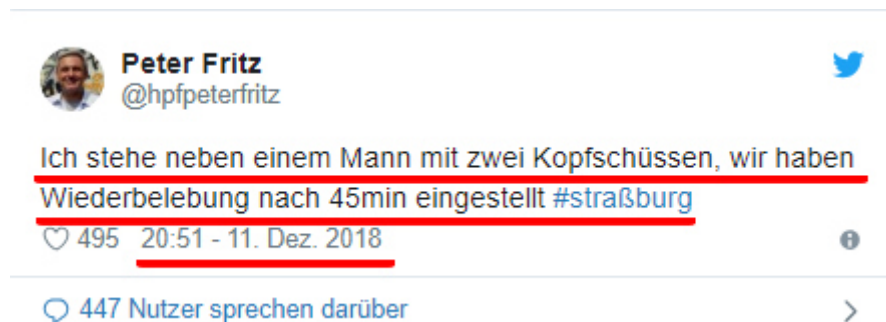 Peter Fritz
@hpfpeterfritz
Ich stehe neben einem Mann mit zwei Kopfschüssen, wir haben
Wiederbelebung nach 45min eingestellt #straßburg
495 20:51 - 11. Dez. 2018
447 Nutzer sprechen darüber